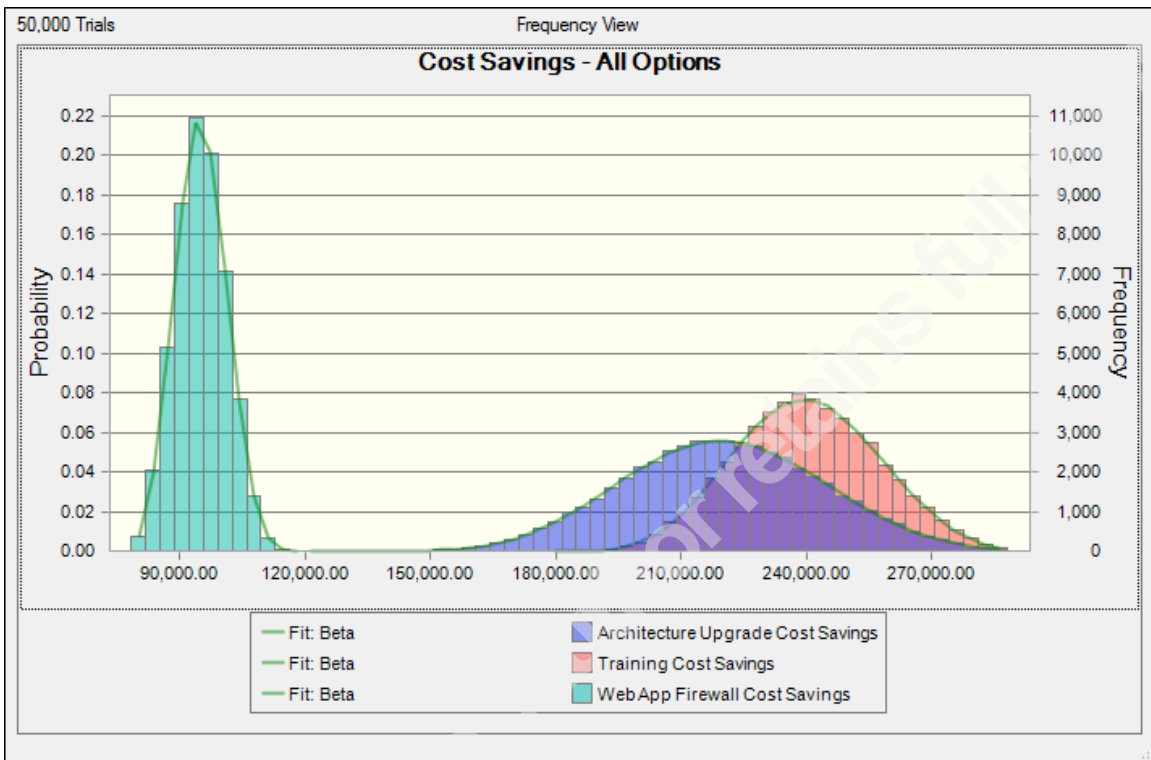 50,000 Trials
Frequency View
Cost Savings - All Options
0.22
0.20
0.18
0.16
0.14
0.12
0.10
0.08
0.06
0.04
0.02
0.00
Probability
11,000
10,000
9,000
8,000
7,000
6,000
5,000
4,000
3,000
2,000
1,000
0
Frequency
90,000.00 120,000.00 150,000.00 180,000.00 210,000.00 240,000.00 270,000.00
or retains full
Fit: Beta Architecture Upgrade Cost Savings
Fit: Beta Training Cost Savings
Fit: Beta Web App Firewall Cost Savings